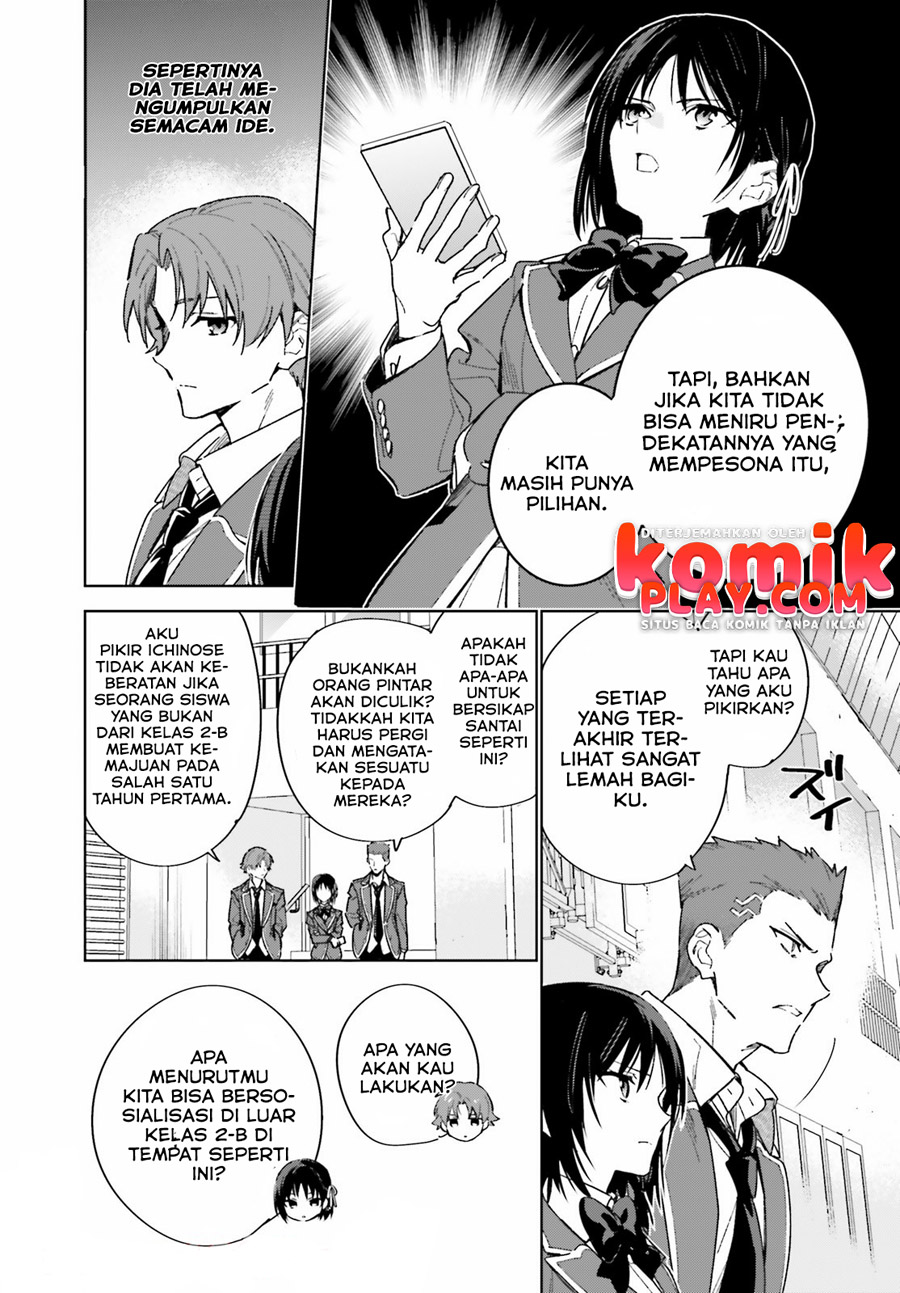 TAPI, BAHKAN
JIKA KITA TIDAK
BISA MENIRU PEN-
DEKATANNYA YANG
MEMPESONA ITU,
KITA
MASIH PUNYA
PILIHAN.
SEPERTINYA
DIA TELAH ME-
NGUMPULKAN
SEMACAM IDE.
DITERJEMAHKAN OLEH
komik
PLAY.COM
SITUS BACA KOMIK TANPA IKLAN
TAPI KAU
TAHU APA
YANG AKU
PIKIRKAN?
SETIAP
YANG TER-
AKHIR TER-
LIHAT SANGAT
LEMAH BAGI-
KU.
APAKAH
TIDAK
APA-APA
UNTUK
BERSIKAP
SANTAI
SEPERTI
INI?
BUKANKAH
ORANG PINTAR
AKAN DICULIK?
TIDAKKAH KITA
HARUS PERGI
DAN MENGATA-
KAN SESUATU
KEPADA
MEREKA?
AKU
PIKIR ICHINOSE
TIDAK AKAN KE-
BERATAN JIKA
SEORANG SISWA
YANG BUKAN
DARI KELAS 2-B
MEMBUAT KE-
MAJUAN PADA
SALAH SATU
TAHUN PERTAMA.
APA YANG
AKAN KAU
LAKUKAN?
APA
MENURUTMU
KITA BISA BERSO-
SIALISASI DI LUAR
KELAS 2-B DI
TEMPAT SEPERTI
INI?